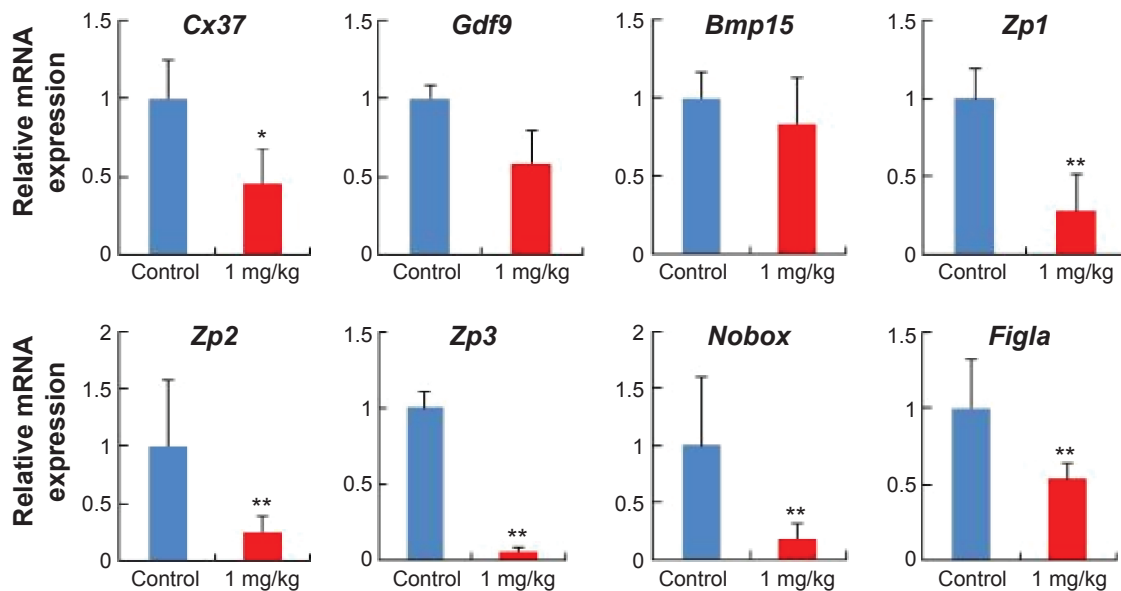 Relative mRNA
expression
Cx37
1.5
1
0.5
0
*
Control 1 mg/kg
Gdf9
1.5
1
0.5
0
Control 1 mg/kg
Bmp15
1.5
1
0.5
0
Control 1 mg/kg
Zp1
1.5
1
0.5
0
**
Control 1 mg/kg
Relative mRNA
expression
Zp2
2
1.5
1
0.5
0
**
Control 1 mg/kg
Zp3
1.5
1
0.5
0
**
Control 1 mg/kg
Nobox
2
1.5
1
0.5
0
**
Control 1 mg/kg
Figla
1.5
1
0.5
0
**
Control 1 mg/kg